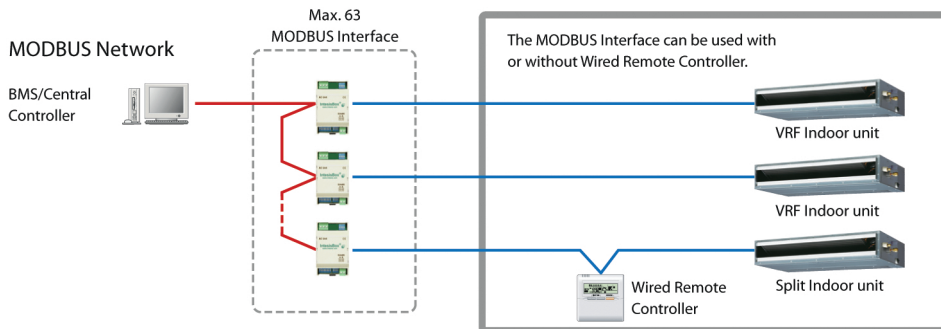 Max. 63
MODBUS Interface
MODBUS Network
BMS/Central
Controller
The MODBUS Interface can be used with
or without Wired Remote Controller.
VRF Indoor unit
VRF Indoor unit
Split Indoor unit
Wired Remote
Controller